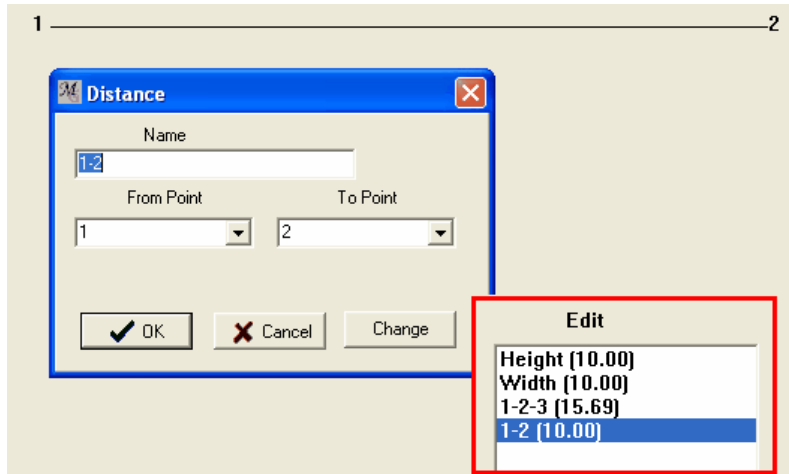 1 2
Distance
Name
1-2
From Point To Point
1 2
OK Cancel Change
Edit
Height (10.00)
Width (10.00)
1-2-3 (15.69)
1-2 (10.00)